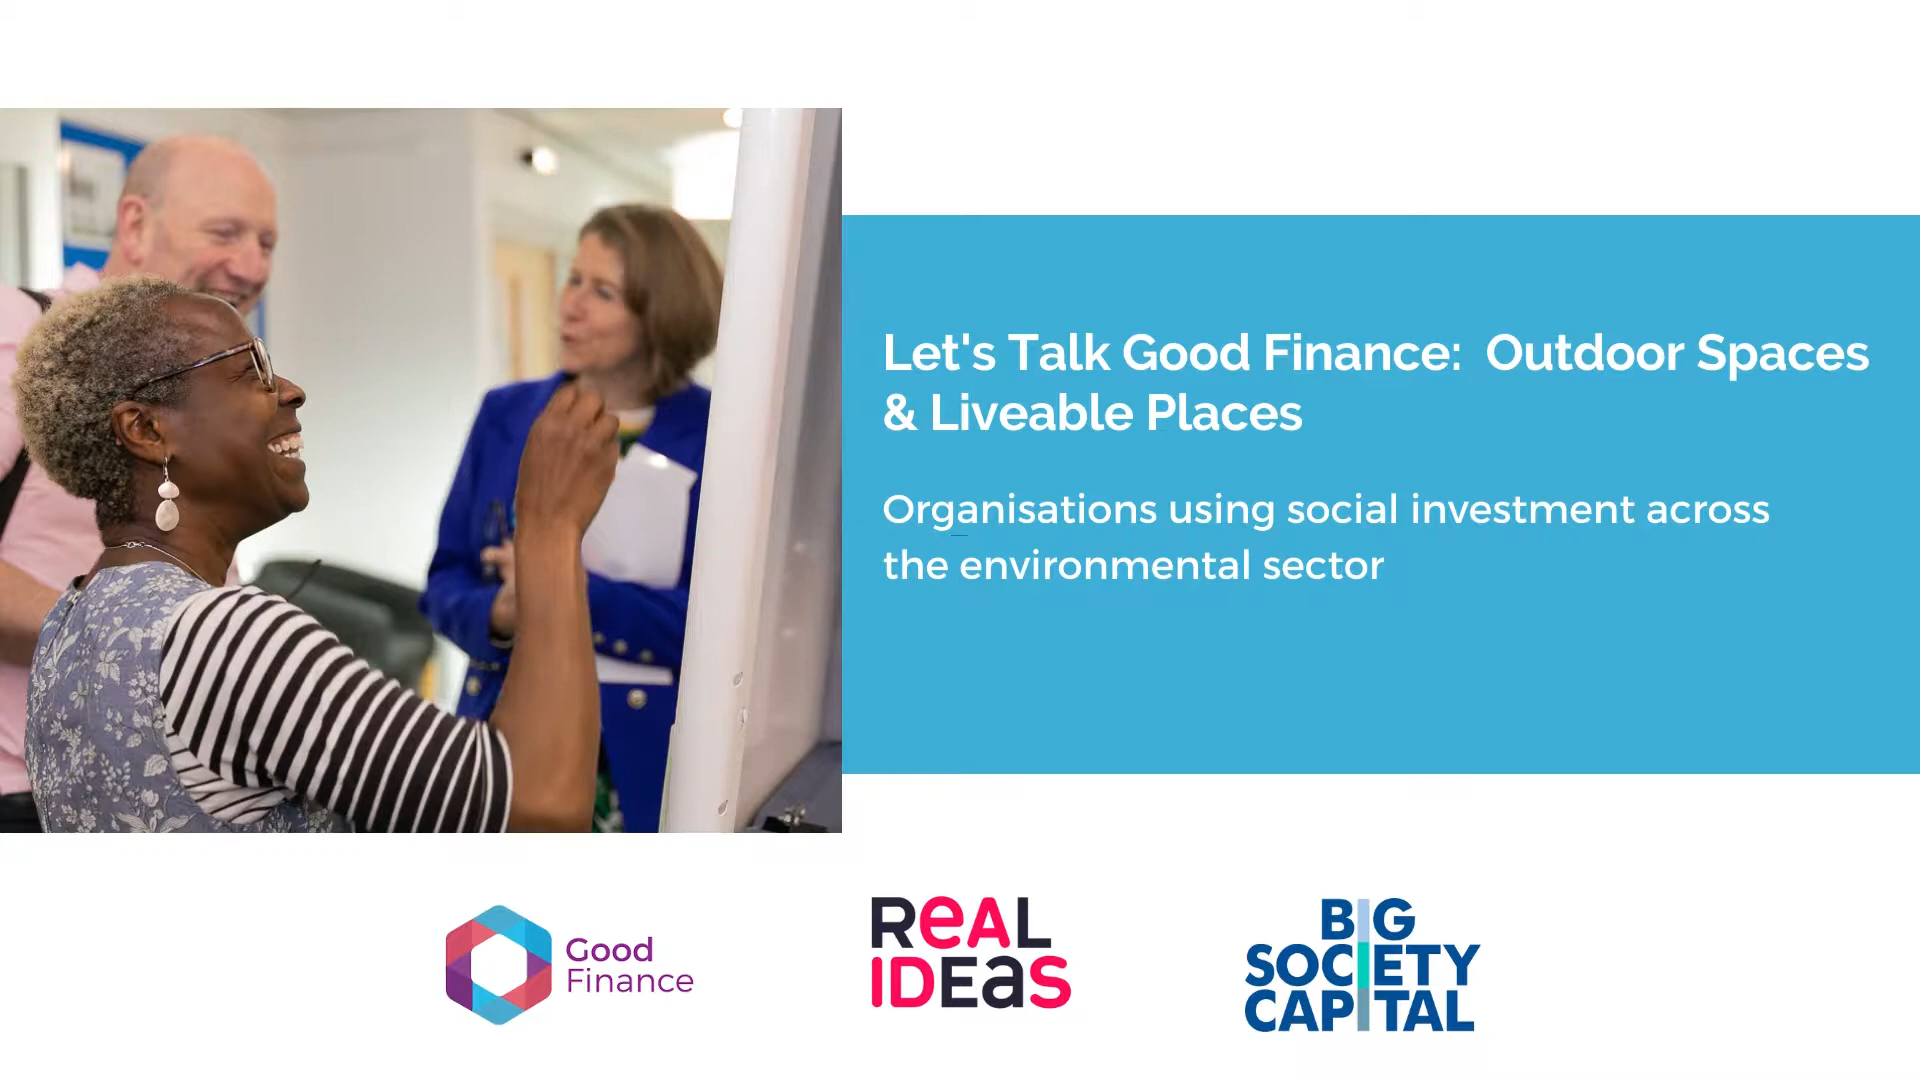 Let's Talk Good Finance: Outdoor Spaces
& Liveable Places
Organisations using social investment across
the environmental sector
Good
Finance
ReAL
IDEaS
BIG
SOCIETY
CAPITAL